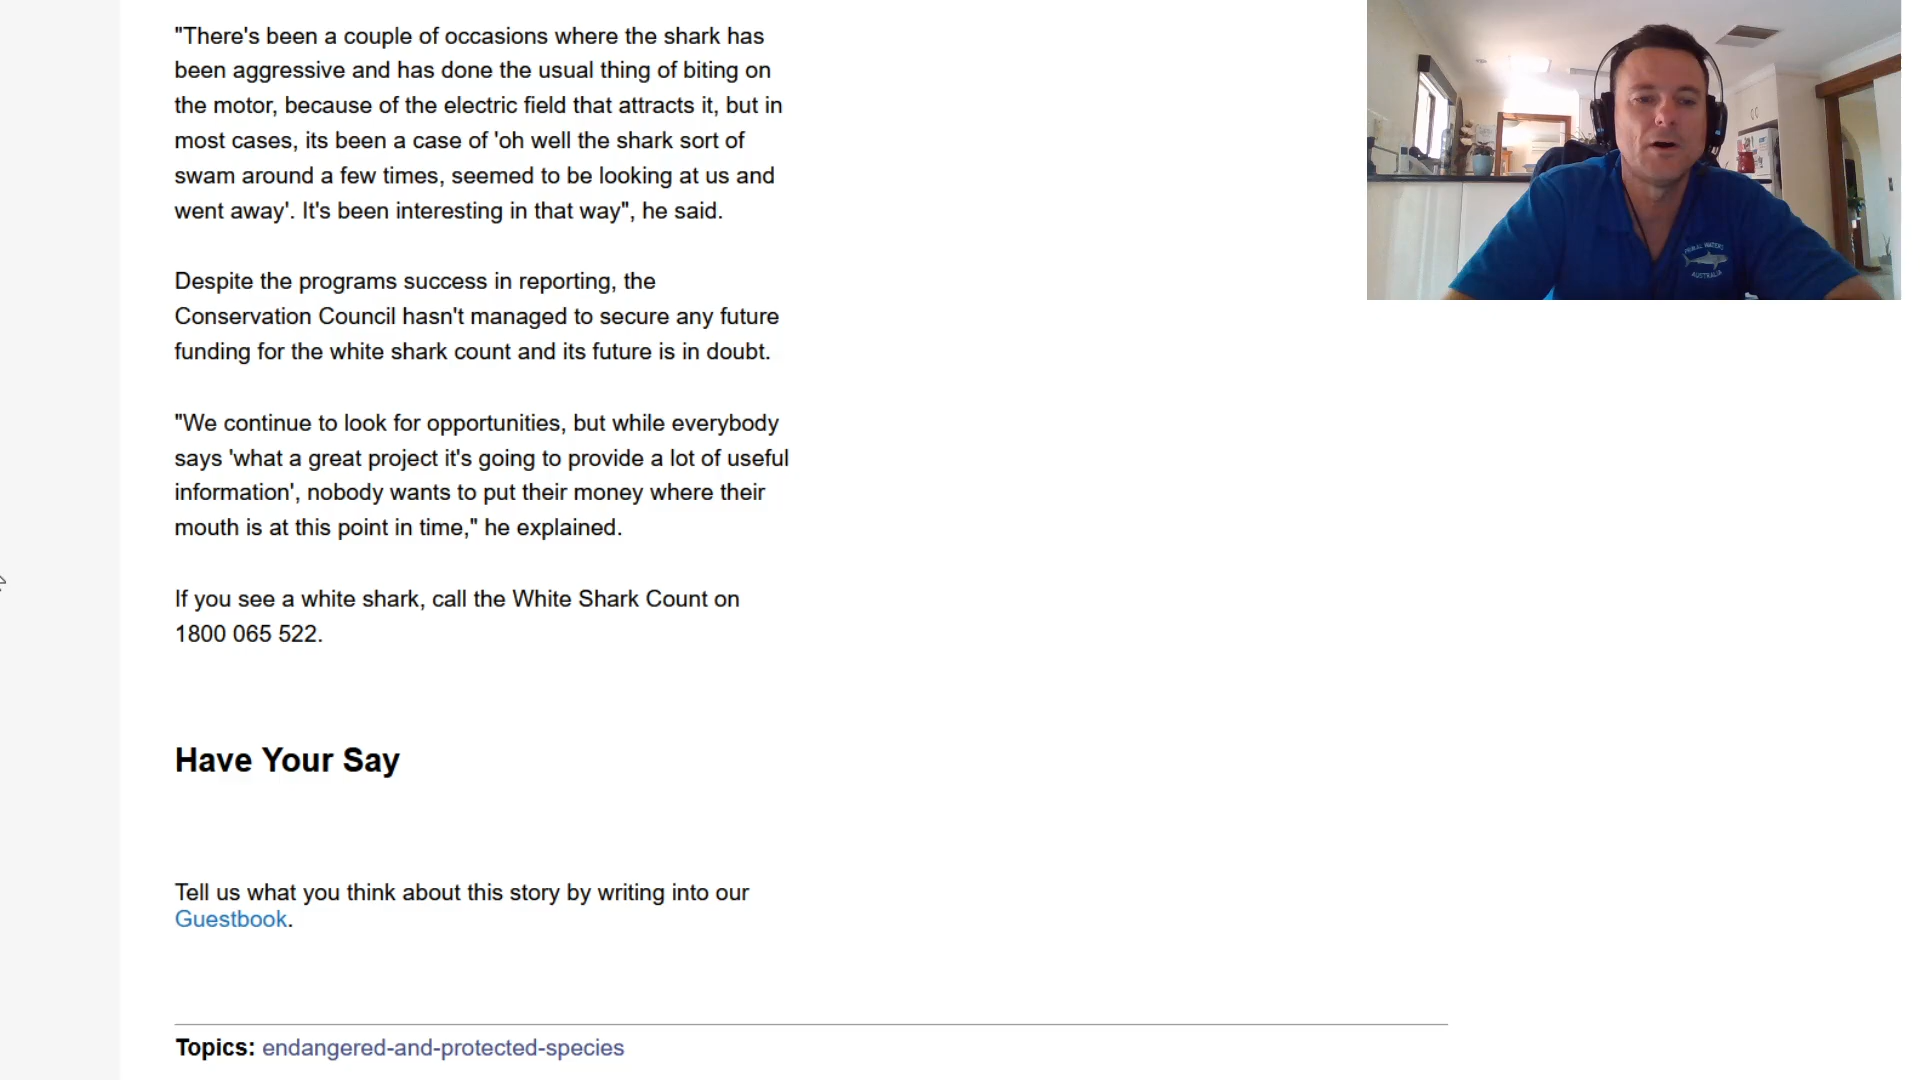 "There's been a couple of occasions where the shark has
been aggressive and has done the usual thing of biting on
the motor, because of the electric field that attracts it, but in
most cases, its been a case of 'oh well the shark sort of
swam around a few times, seemed to be looking at us and
went away'. It's been interesting in that way", he said.
Despite the programs success in reporting, the
Conservation Council hasn't managed to secure any future
funding for the white shark count and its future is in doubt.
"We continue to look for opportunities, but while everybody
says 'what a great project it's going to provide a lot of useful
information', nobody wants to put their money where their
mouth is at this point in time," he explained.
If you see a white shark, call the White Shark Count on
1800 065 522.
Have Your Say
Tell us what you think about this story by writing into our
Guestbook.
Topics: endangered-and-protected-species
WATERS
AUSTRALIA